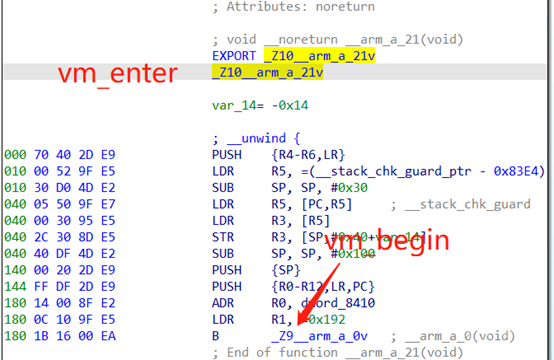 ; Attributes: noreturn
; void __noreturn __arm_a_21(void)
EXPORT _Z10__arm_a_21v
vm_enter _Z10__arm_a_21v
var_14= -0x14
; __unwind {
000 70 40 2D E9 PUSH {R4-R6,LR}
010 00 52 9F E5 LDR R5, =(__stack_chk_guard_ptr - 0x83E4)
010 30 D0 4D E2 SUB SP, SP, #0x30
040 05 50 9F E7 LDR R5, [PC,R5] ; __stack_chk_guard
040 00 30 95 E5 LDR R3, [R5]
040 2C 30 8D E5 STR R3, [SP,#0x40+var_14]
vm_begin
040 40 DF 4D E2 SUB SP, SP, #0x100
140 00 20 2D E9 PUSH {SP}
144 FF DF 2D E9 PUSH {R0-R12,LR,PC}
180 14 00 8F E2 ADR R0, dword_8410
180 0C 10 9F E5 LDR R1, =0x192
180 1B 16 00 EA B _Z9__arm_a_0v ; __arm_a_0(void)
; End of function __arm_a_21(void)